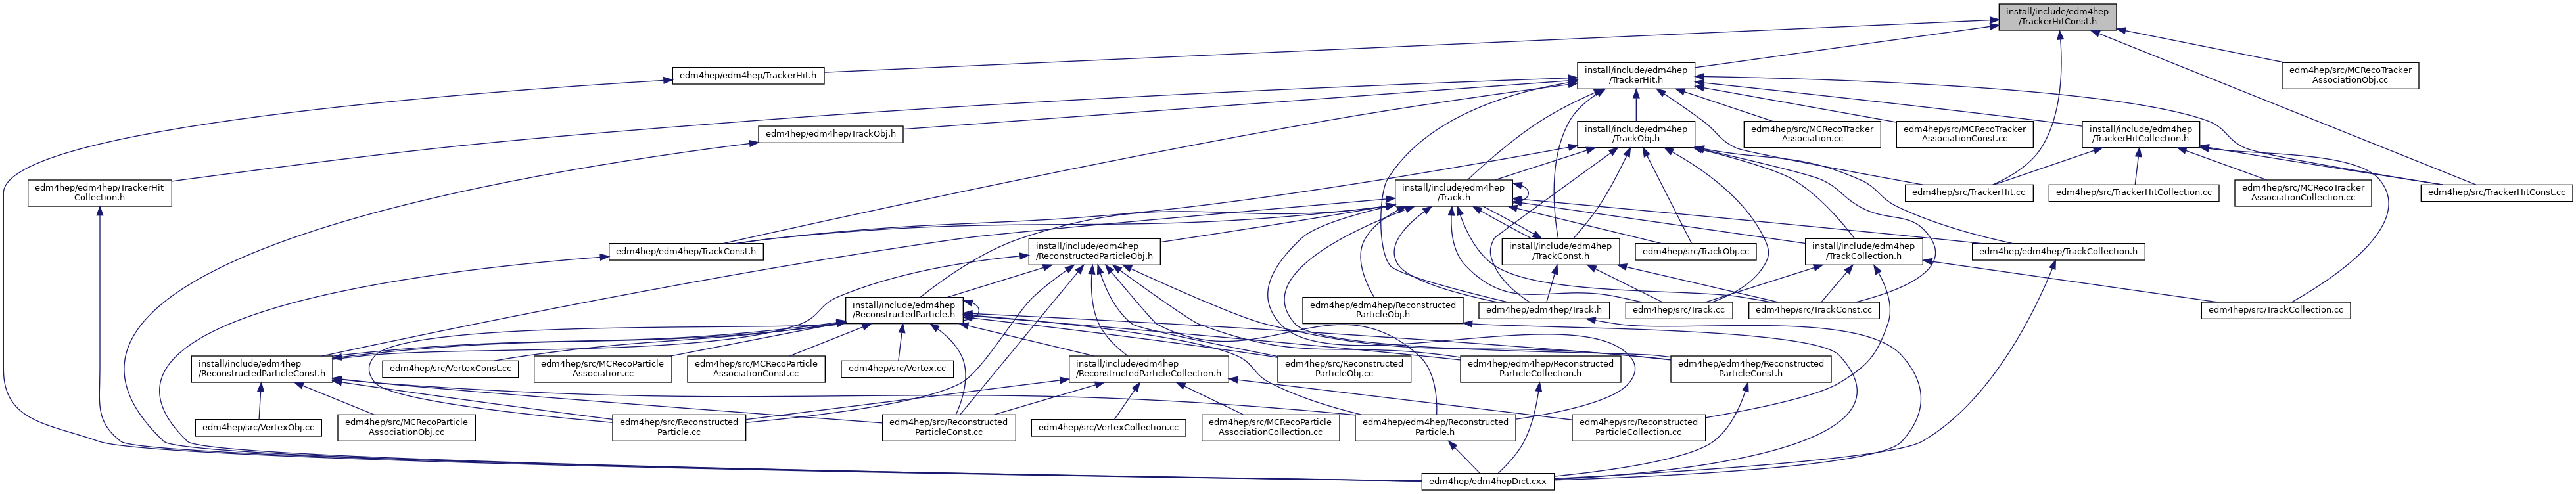 install/include/edm4hep
/TrackerHitConst.h
edm4hep/edm4hep/TrackerHit.h
install/include/edm4hep
/TrackerHit.h
edm4hep/src/MCRecoTracker
AssociationObj.cc
edm4hep/edm4hep/TrackObj.h
install/include/edm4hep
/TrackObj.h
edm4hep/src/MCRecoTracker
Association.cc
edm4hep/src/MCRecoTracker
AssociationConst.cc
install/include/edm4hep
/TrackerHitCollection.h
edm4hep/edm4hep/TrackerHit
Collection.h
install/include/edm4hep
/Track.h
edm4hep/src/TrackerHit.cc
edm4hep/src/TrackerHitCollection.cc
edm4hep/src/MCRecoTracker
AssociationCollection.cc
edm4hep/src/TrackerHitConst.cc
edm4hep/edm4hep/TrackConst.h
install/include/edm4hep
/ReconstructedParticleObj.h
install/include/edm4hep
/TrackConst.h
edm4hep/src/TrackObj.cc
install/include/edm4hep
/TrackCollection.h
edm4hep/edm4hep/TrackCollection.h
install/include/edm4hep
/ReconstructedParticle.h
edm4hep/edm4hep/Reconstructed
ParticleObj.h
edm4hep/edm4hep/Track.h
edm4hep/src/Track.cc
edm4hep/src/TrackConst.cc
edm4hep/src/TrackCollection.cc
install/include/edm4hep
/ReconstructedParticleConst.h
edm4hep/src/VertexConst.cc
edm4hep/src/MCRecoParticle
Association.cc
edm4hep/src/MCRecoParticle
AssociationConst.cc
edm4hep/src/Vertex.cc
install/include/edm4hep
/ReconstructedParticleCollection.h
edm4hep/src/Reconstructed
ParticleObj.cc
edm4hep/edm4hep/Reconstructed
ParticleCollection.h
edm4hep/edm4hep/Reconstructed
ParticleConst.h
edm4hep/src/VertexObj.cc
edm4hep/src/MCRecoParticle
AssociationObj.cc
edm4hep/src/Reconstructed
Particle.cc
edm4hep/src/Reconstructed
ParticleConst.cc
edm4hep/src/VertexCollection.cc
edm4hep/src/MCRecoParticle
AssociationCollection.cc
edm4hep/edm4hep/Reconstructed
Particle.h
edm4hep/src/Reconstructed
ParticleCollection.cc
edm4hep/edm4hepDict.cxx